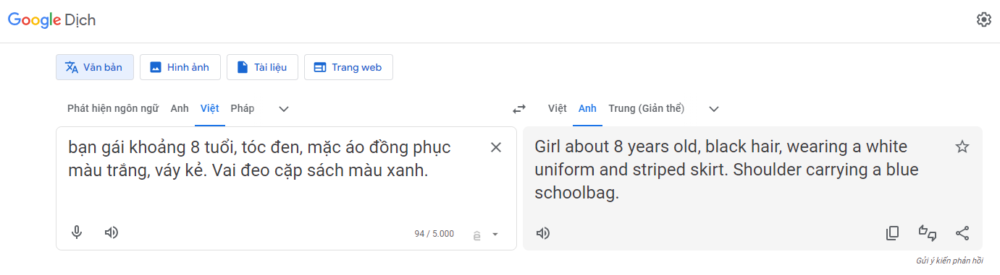 Google Dịch
Văn bản
Hình ảnh
Tài liệu
Trang web
Phát hiện ngôn ngữ Anh Việt Pháp
Việt Anh Trung (Giản thể)
bạn gái khoảng 8 tuổi, tóc đen, mặc áo đồng phục
màu trắng, váy kẻ. Vai đeo cặp sách màu xanh.
94 / 5.000
Girl about 8 years old, black hair, wearing a white
uniform and striped skirt. Shoulder carrying a blue
schoolbag.
Gửi ý kiến phản hồi